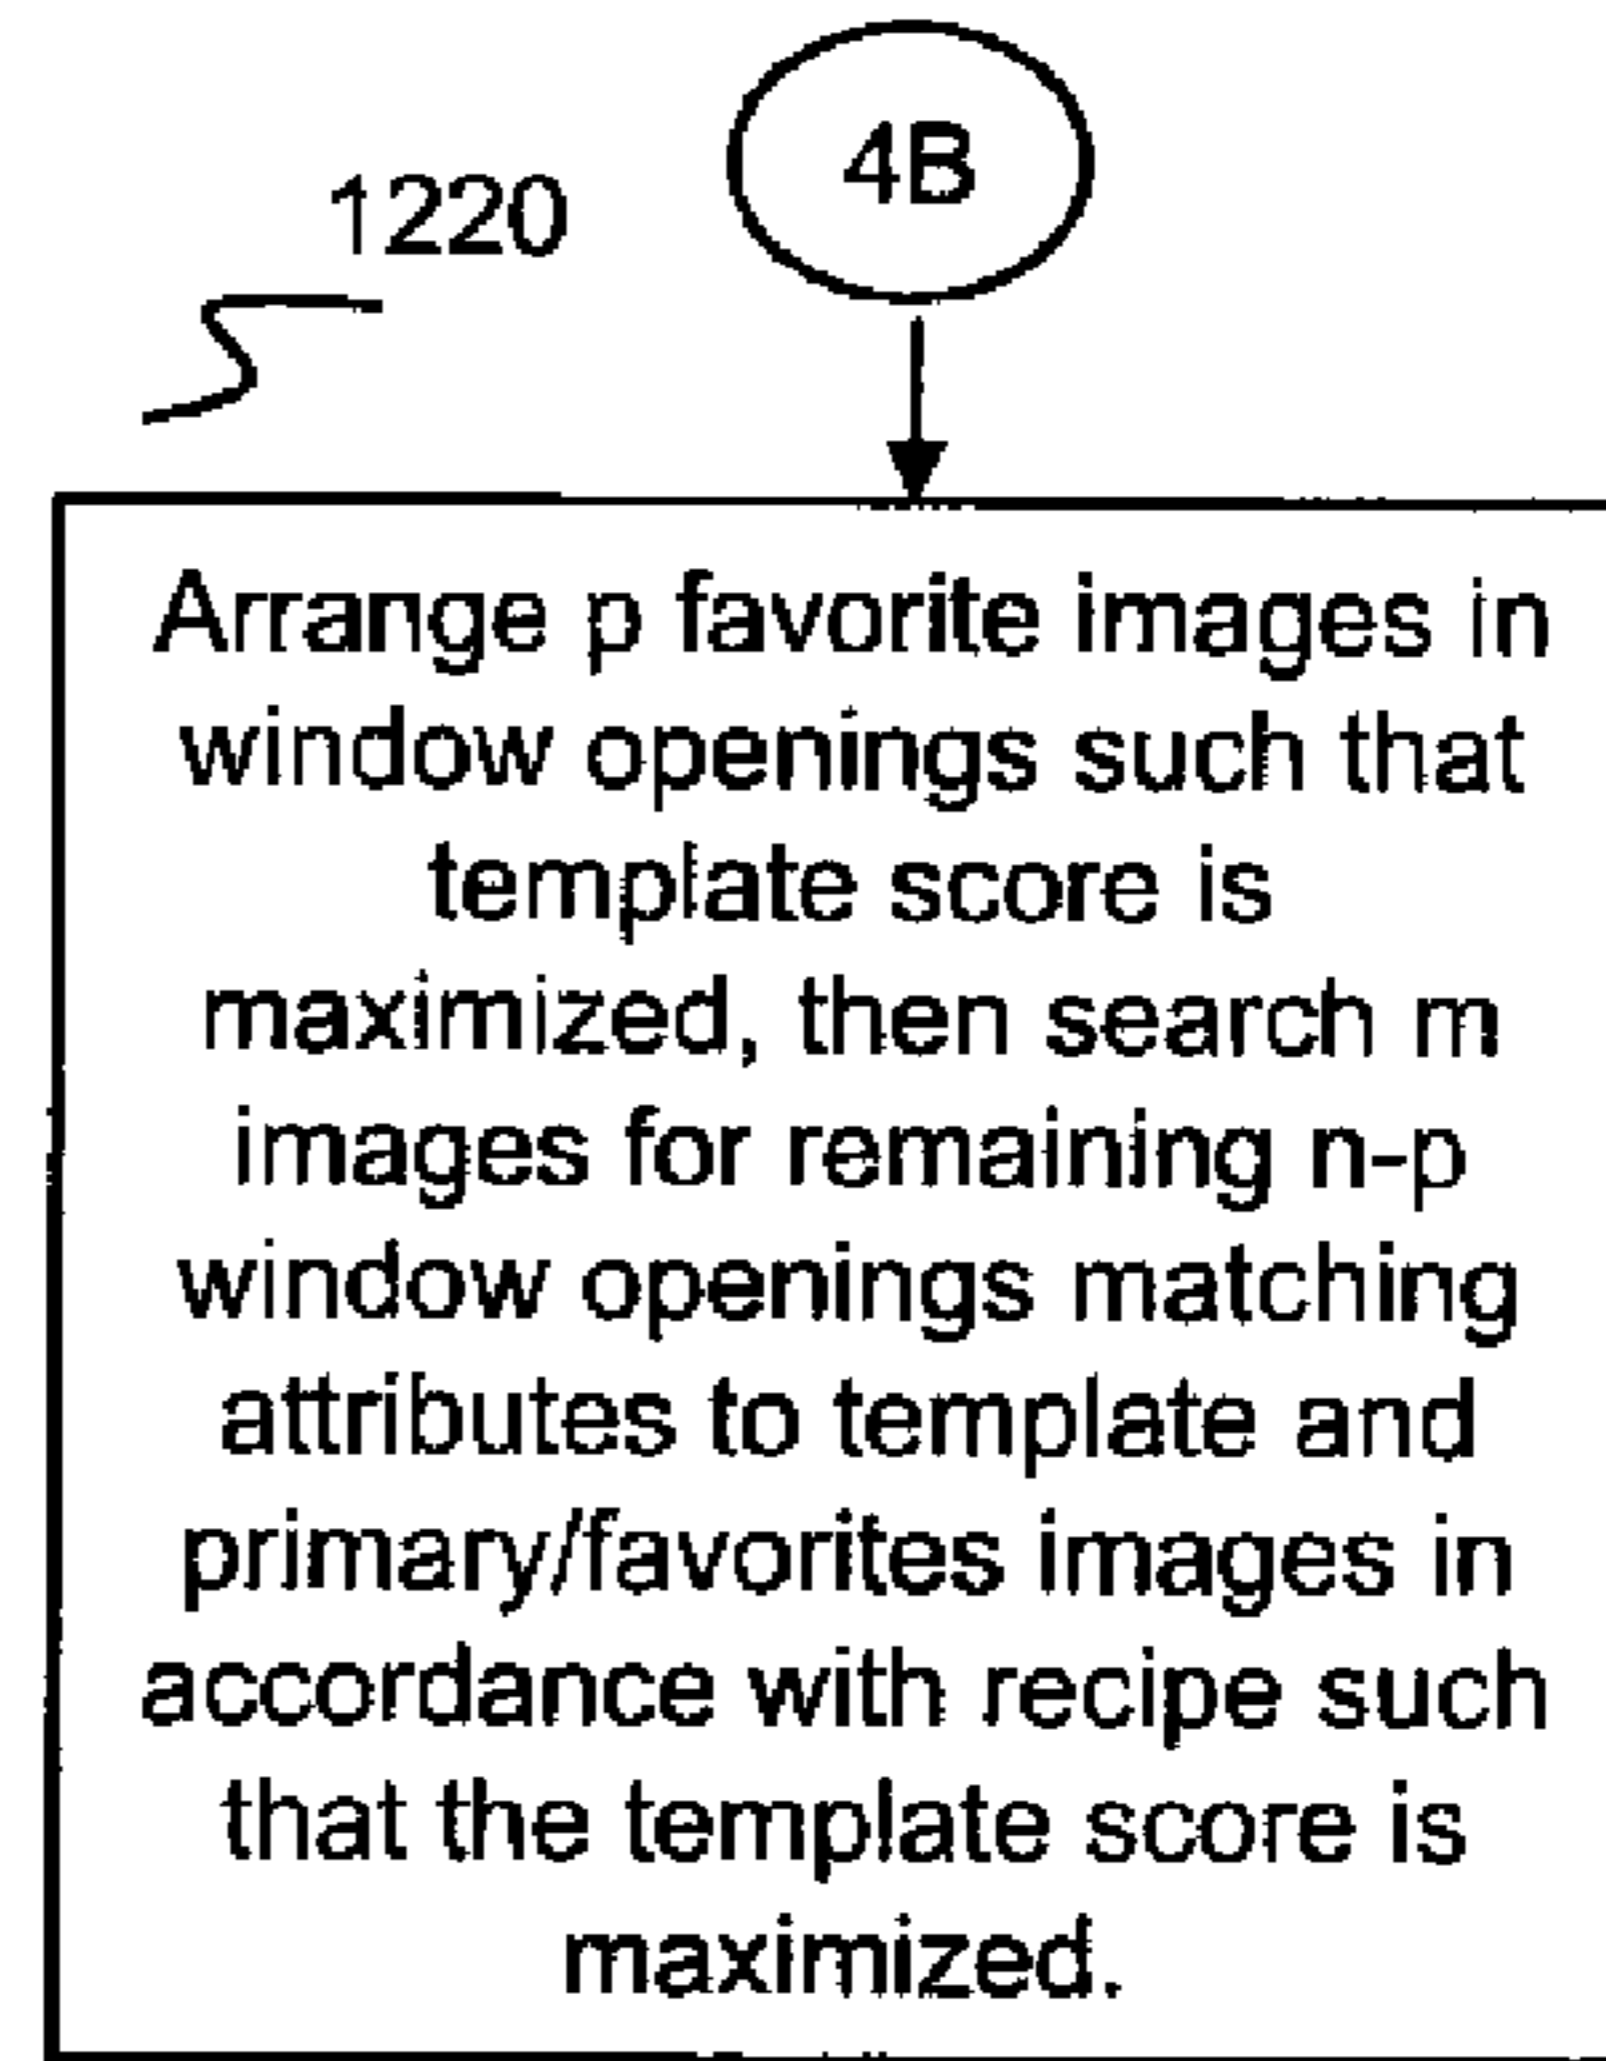 4B
1220
Arrange p favorite images in
window openings such that
template score is
maximized, then search m
images for remaining n-p
window openings matching
attributes to template and
primary/favorites images in
accordance with recipe such
that the template score is
maximized.